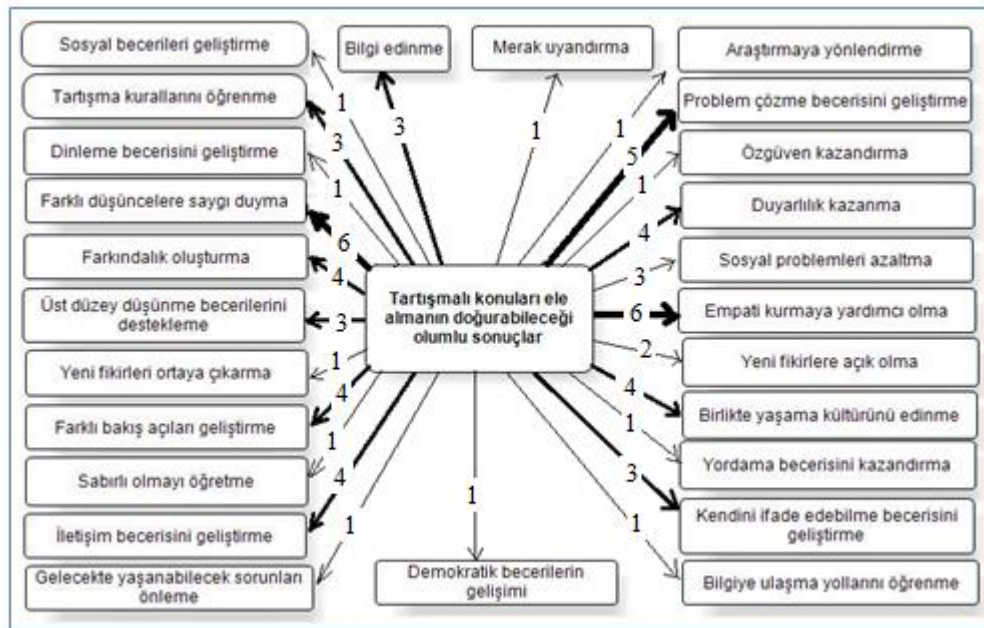 Sosyal becerileri geliştirme
Bilgi edinme
Merak uyandırma
Araştırmaya yönlendirme
Tartışma kurallarını öğrenme
Problem çözme becerisini geliştirme
Dinleme becerisini geliştirme
Özgüven kazandırma
Farklı düşüncelere saygı duyma
Duyarlılık kazanma
Farkındalık oluşturma
Sosyal problemleri azaltma
Tartışmalı konuları ele
almanın doğurabileceği
olumlu sonuçlar
Üst düzey düşünme becerilerini
destekleme
Empati kurmaya yardımcı olma
Yeni fikirleri ortaya çıkarma
Yeni fikirlere açık olma
Farklı bakış açıları geliştirme
Birlikte yaşama kültürünü edinme
Sabırlı olmayı öğretme
Yordama becerisini kazandırma
İletişim becerisini geliştirme
Kendini ifade edebilme becerisini
geliştirme
Gelecekte yaşanabilecek sorunları
önleme
Demokratik becerilerin
gelişimi
Bilgiye ulaşma yollarını öğrenme
1
3
1
6
4
3
1
4
1
4
1
3
1
1
5
1
4
3
6
2
4
1
3
1
1